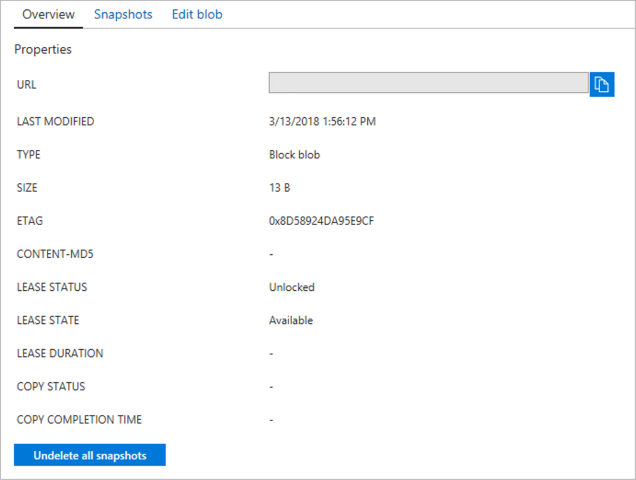 Overview Snapshots Edit blob
Properties
URL
LAST MODIFIED 3/13/2018 1:56:12 PM
TYPE Block blob
SIZE 13 B
ETAG 0x8D58924DA95E9CF
CONTENT-MD5 -
LEASE STATUS Unlocked
LEASE STATE Available
LEASE DURATION -
COPY STATUS -
COPY COMPLETION TIME -
Undelete all snapshots